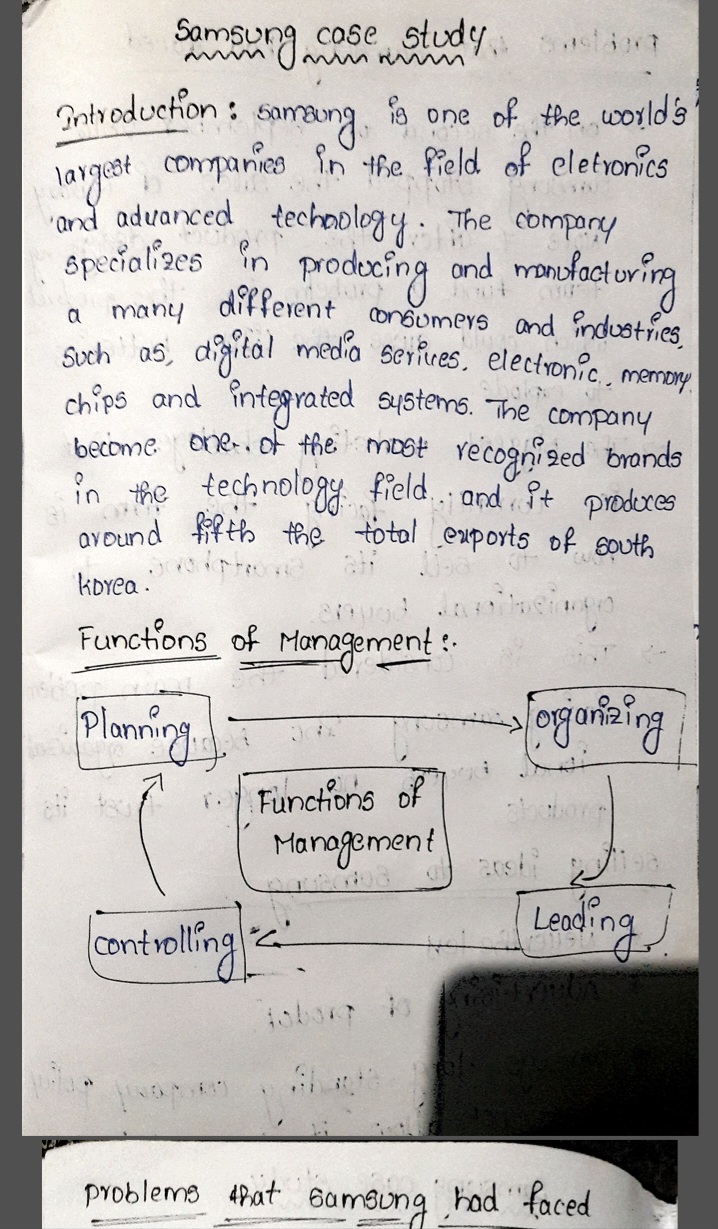 Samsung case study
Introduction : Samsung is one of the world's
largest companies in the field of eletronics
and advanced technology. The company
specializes in producing and manufacturing
a many different consumers and industries,
such as, digital media serives, electronic, memory
chips and integrated systems. The company
become one of the most recognized brands
in the technology field and it produces
around fifth the total exports of south
korea.
Functions of Management :-
Planning
organizing
Functions of
Management
Leading
controlling
problems that samsung had faced